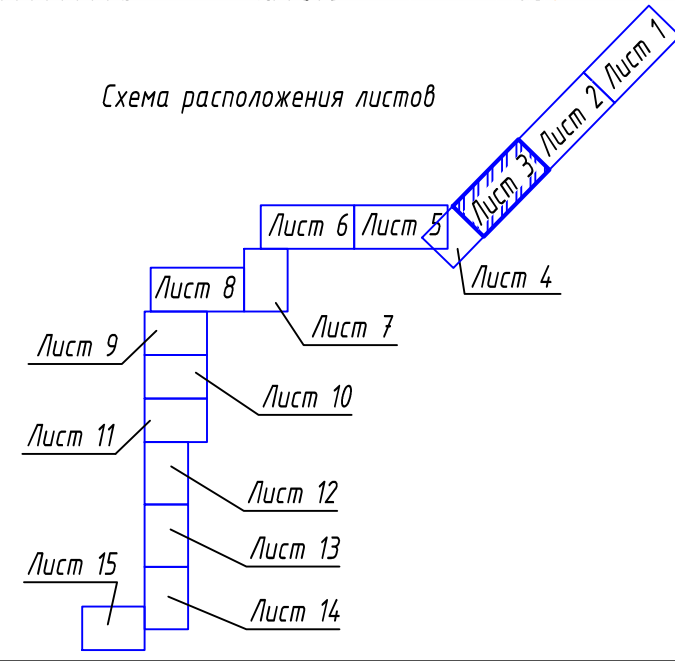 Схема расположения листов
Лист 1
Лист 2
Лист 3
Лист 6
Лист 5
Лист 4
Лист 8
Лист 7
Лист 9
Лист 10
Лист 11
Лист 12
Лист 13
Лист 15
Лист 14